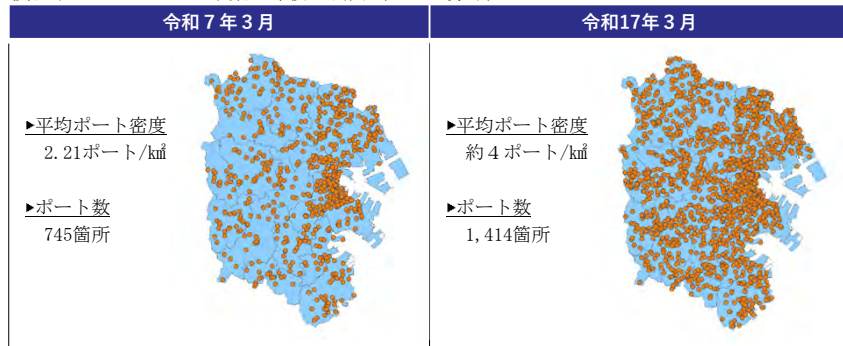 令和７年３月
令和17年３月
▶平均ポート密度
2.21ポート/㎢
▶ポート数
745箇所
▶平均ポート密度
約４ポート/㎢
▶ポート数
1,414箇所